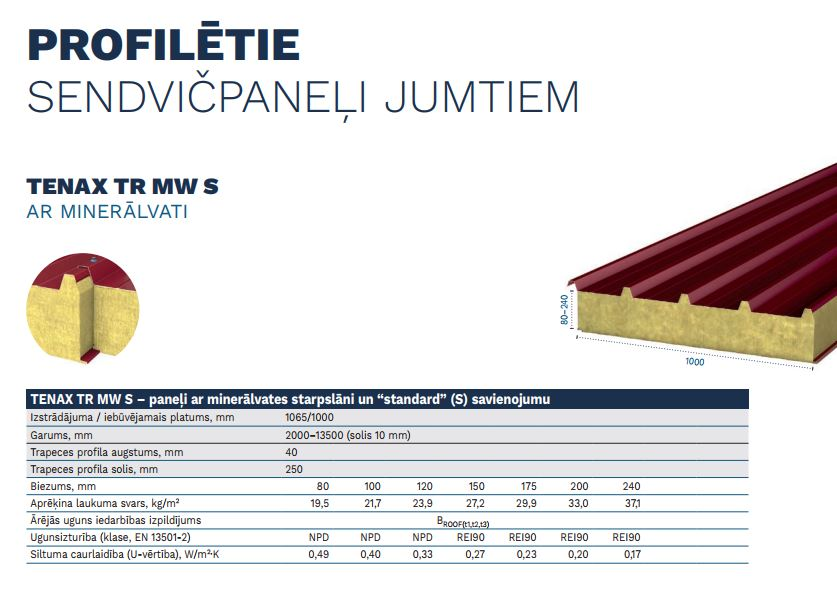 PROFILĒTIE
SENDVIČPANEĻI JUMTIEM
TENAX TR MW S
AR MINERĀLVATI
80–240
1000
TENAX TR MW S – paneļi ar minerālvates starpslāni un “standard” (S) savienojumu
Izstrādājuma / iebūvējamais platums, mm 1065/1000
Garums, mm 2000–13500 (solis 10 mm)
Trapeces profila augstums, mm 40
Trapeces profila solis, mm 250
Biezums, mm 80 100 120 150 175 200 240
Aprēķina laukuma svars, kg/m² 19,5 21,7 23,9 27,2 29,9 33,0 37,1
Ārējās uguns iedarbības izpildījums BROOF(t1,t2,t3)
Ugunsizturība (klase, EN 13501-2) NPD NPD NPD REI90 REI90 REI90 REI90
Siltuma caurlaidība (U-vērtība), W/m²·K 0,49 0,40 0,33 0,27 0,23 0,20 0,17